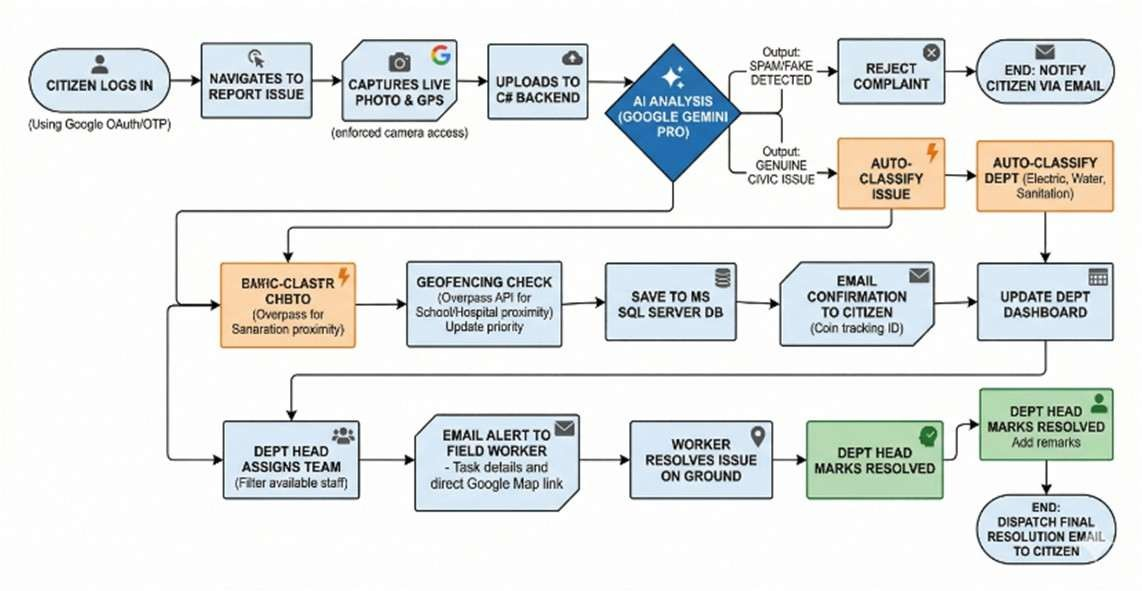 CITIZEN LOGS IN
(Using Google OAuth/OTP)
NAVIGATES TO
REPORT ISSUE
CAPTURES LIVE
PHOTO & GPS
(enforced camera access)
UPLOADS TO
C# BACKEND
AI ANALYSIS
(GOOGLE GEMINI
PRO)
Output:
SPAM/FAKE
DETECTED
REJECT
COMPLAINT
END: NOTIFY
CITIZEN VIA EMAIL
Output:
GENUINE
CIVIC ISSUE
AUTO-
CLASSIFY
ISSUE
AUTO-CLASSIFY
DEPT (Electric, Water,
Sanitation)
CHBTO
(Overpass for
Sanaration proximity)
GEOFENCING CHECK
(Overpass API for
School/Hospital proximity)
Update priority
SAVE TO MS
SQL SERVER DB
EMAIL
CONFIRMATION
TO CITIZEN
(Coin tracking ID)
UPDATE DEPT
DASHBOARD
DEPT HEAD
ASSIGNS TEAM
(Filter available staff)
EMAIL ALERT TO
FIELD WORKER
- Task details and
direct Google Map link
WORKER
RESOLVES ISSUE
ON GROUND
DEPT HEAD
MARKS RESOLVED
DEPT HEAD
MARKS RESOLVED
Add remarks
END:
DISPATCH FINAL
RESOLUTION EMAIL
TO CITIZEN